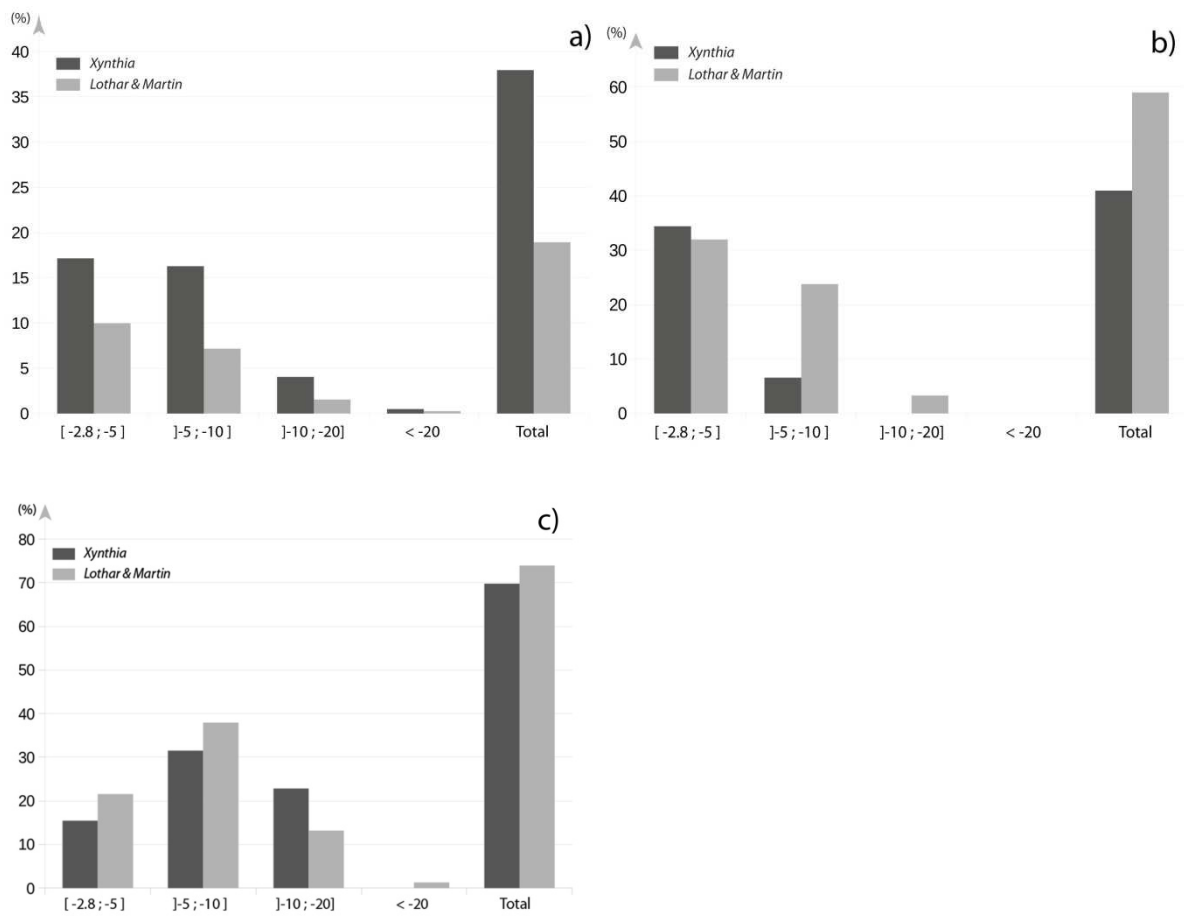 (%)
a)
Xynthia
Lothar & Martin
40
35
30
25
20
15
10
5
0
[ -2.8 ; -5 ] ]-5 ; -10 ] ]-10 ; -20] < -20 Total
(%)
b)
Xynthia
Lothar & Martin
60
50
40
30
20
10
0
[ -2.8 ; -5 ] ]-5 ; -10 ] ]-10 ; -20] < -20 Total
(%)
c)
Xynthia
Lothar & Martin
80
70
60
50
40
30
20
10
0
[ -2.8 ; -5 ] ]-5 ; -10 ] ]-10 ; -20] < -20 Total